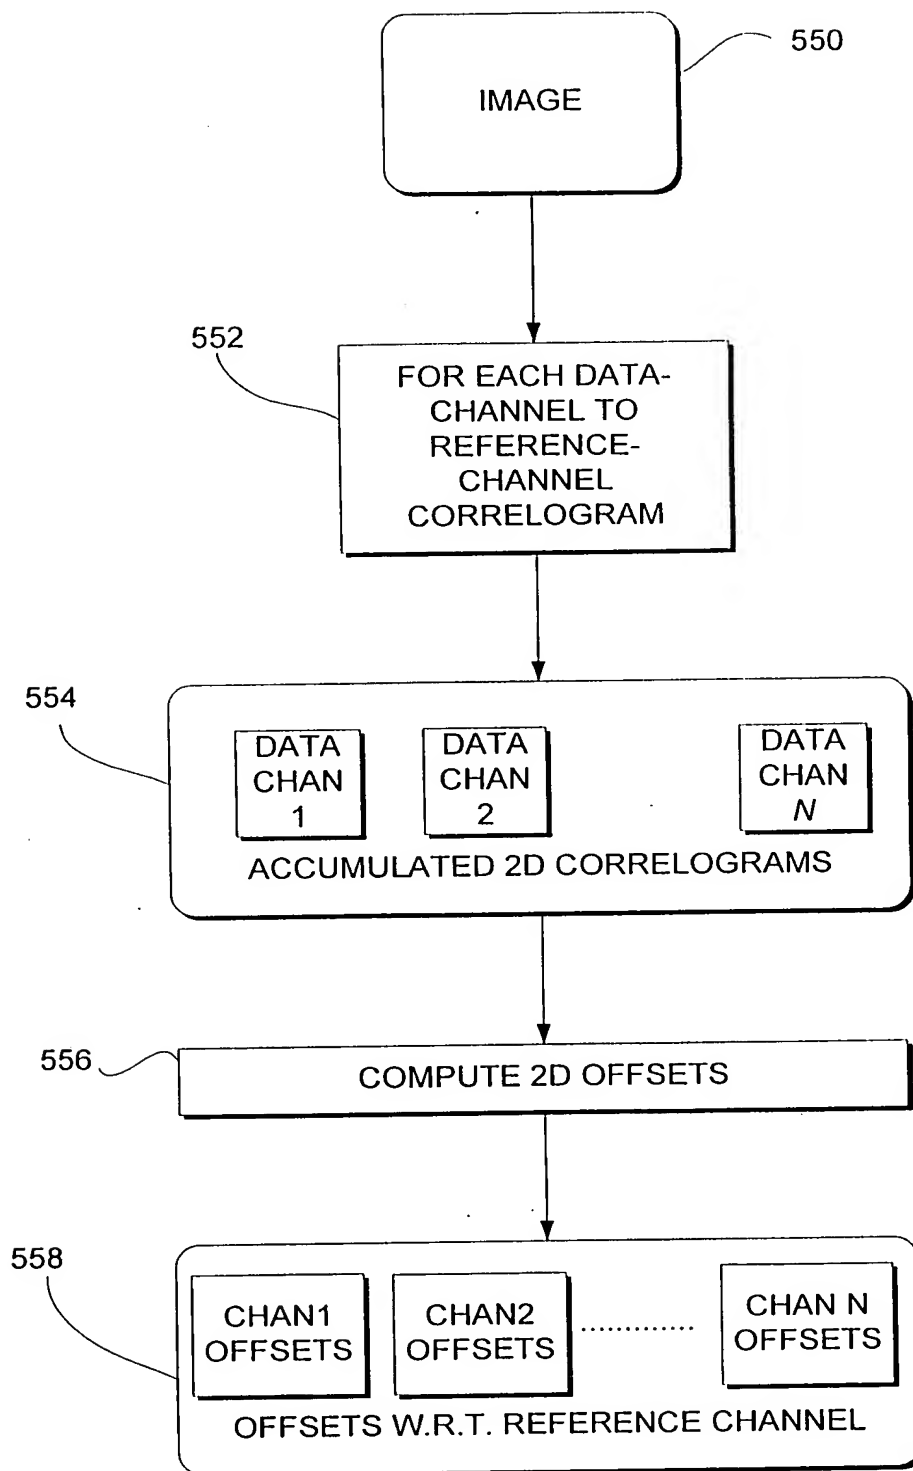 550
IMAGE
552
FOR EACH DATA-
CHANNEL TO
REFERENCE-
CHANNEL
CORRELOGRAM
554
DATA CHAN 1
DATA CHAN 2
DATA CHAN N
ACCUMULATED 2D CORRELOGRAMS
556
COMPUTE 2D OFFSETS
558
CHAN1 OFFSETS
CHAN2 OFFSETS
..............
CHAN N OFFSETS
OFFSETS W.R.T. REFERENCE CHANNEL